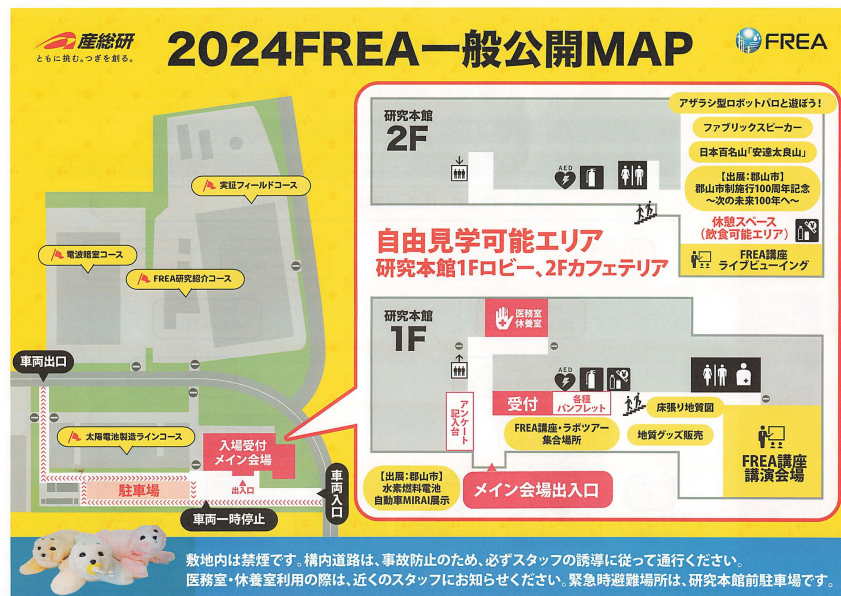 産総研
ともに挑む。つぎを創る。
2024FREA一般公開MAP
FREA
実証フィールドコース
電波暗室コース
FREA研究紹介コース
車両出口
太陽電池製造ラインコース
入場受付
メイン会場
出入口
駐車場
車両入口
車両一時停止
研究本館
2F
AED
アザラシ型ロボットパロと遊ぼう!
ファブリックスピーカー
日本百名山「安達太良山」
【出展:郡山市】
郡山市制施行100周年記念
～次の未来100年へ～
休憩スペース
(飲食可能エリア)
FREA講座
ライブビューイング
自由見学可能エリア
研究本館1Fロビー、2Fカフェテリア
研究本館
1F
医務室
休養室
AED
アンケート
記入台
受付
各種
パンフレット
床張り地質図
FREA講座・ラボツアー
集合場所
地質グッズ販売
FREA講座
講演会場
【出展:郡山市】
水素燃料電池
自動車MIRAI展示
メイン会場出入口
敷地内は禁煙です。構内道路は、事故防止のため、必ずスタッフの誘導に従って通行ください。
医務室・休養室利用の際は、近くのスタッフにお知らせください。緊急時避難場所は、研究本館前駐車場です。